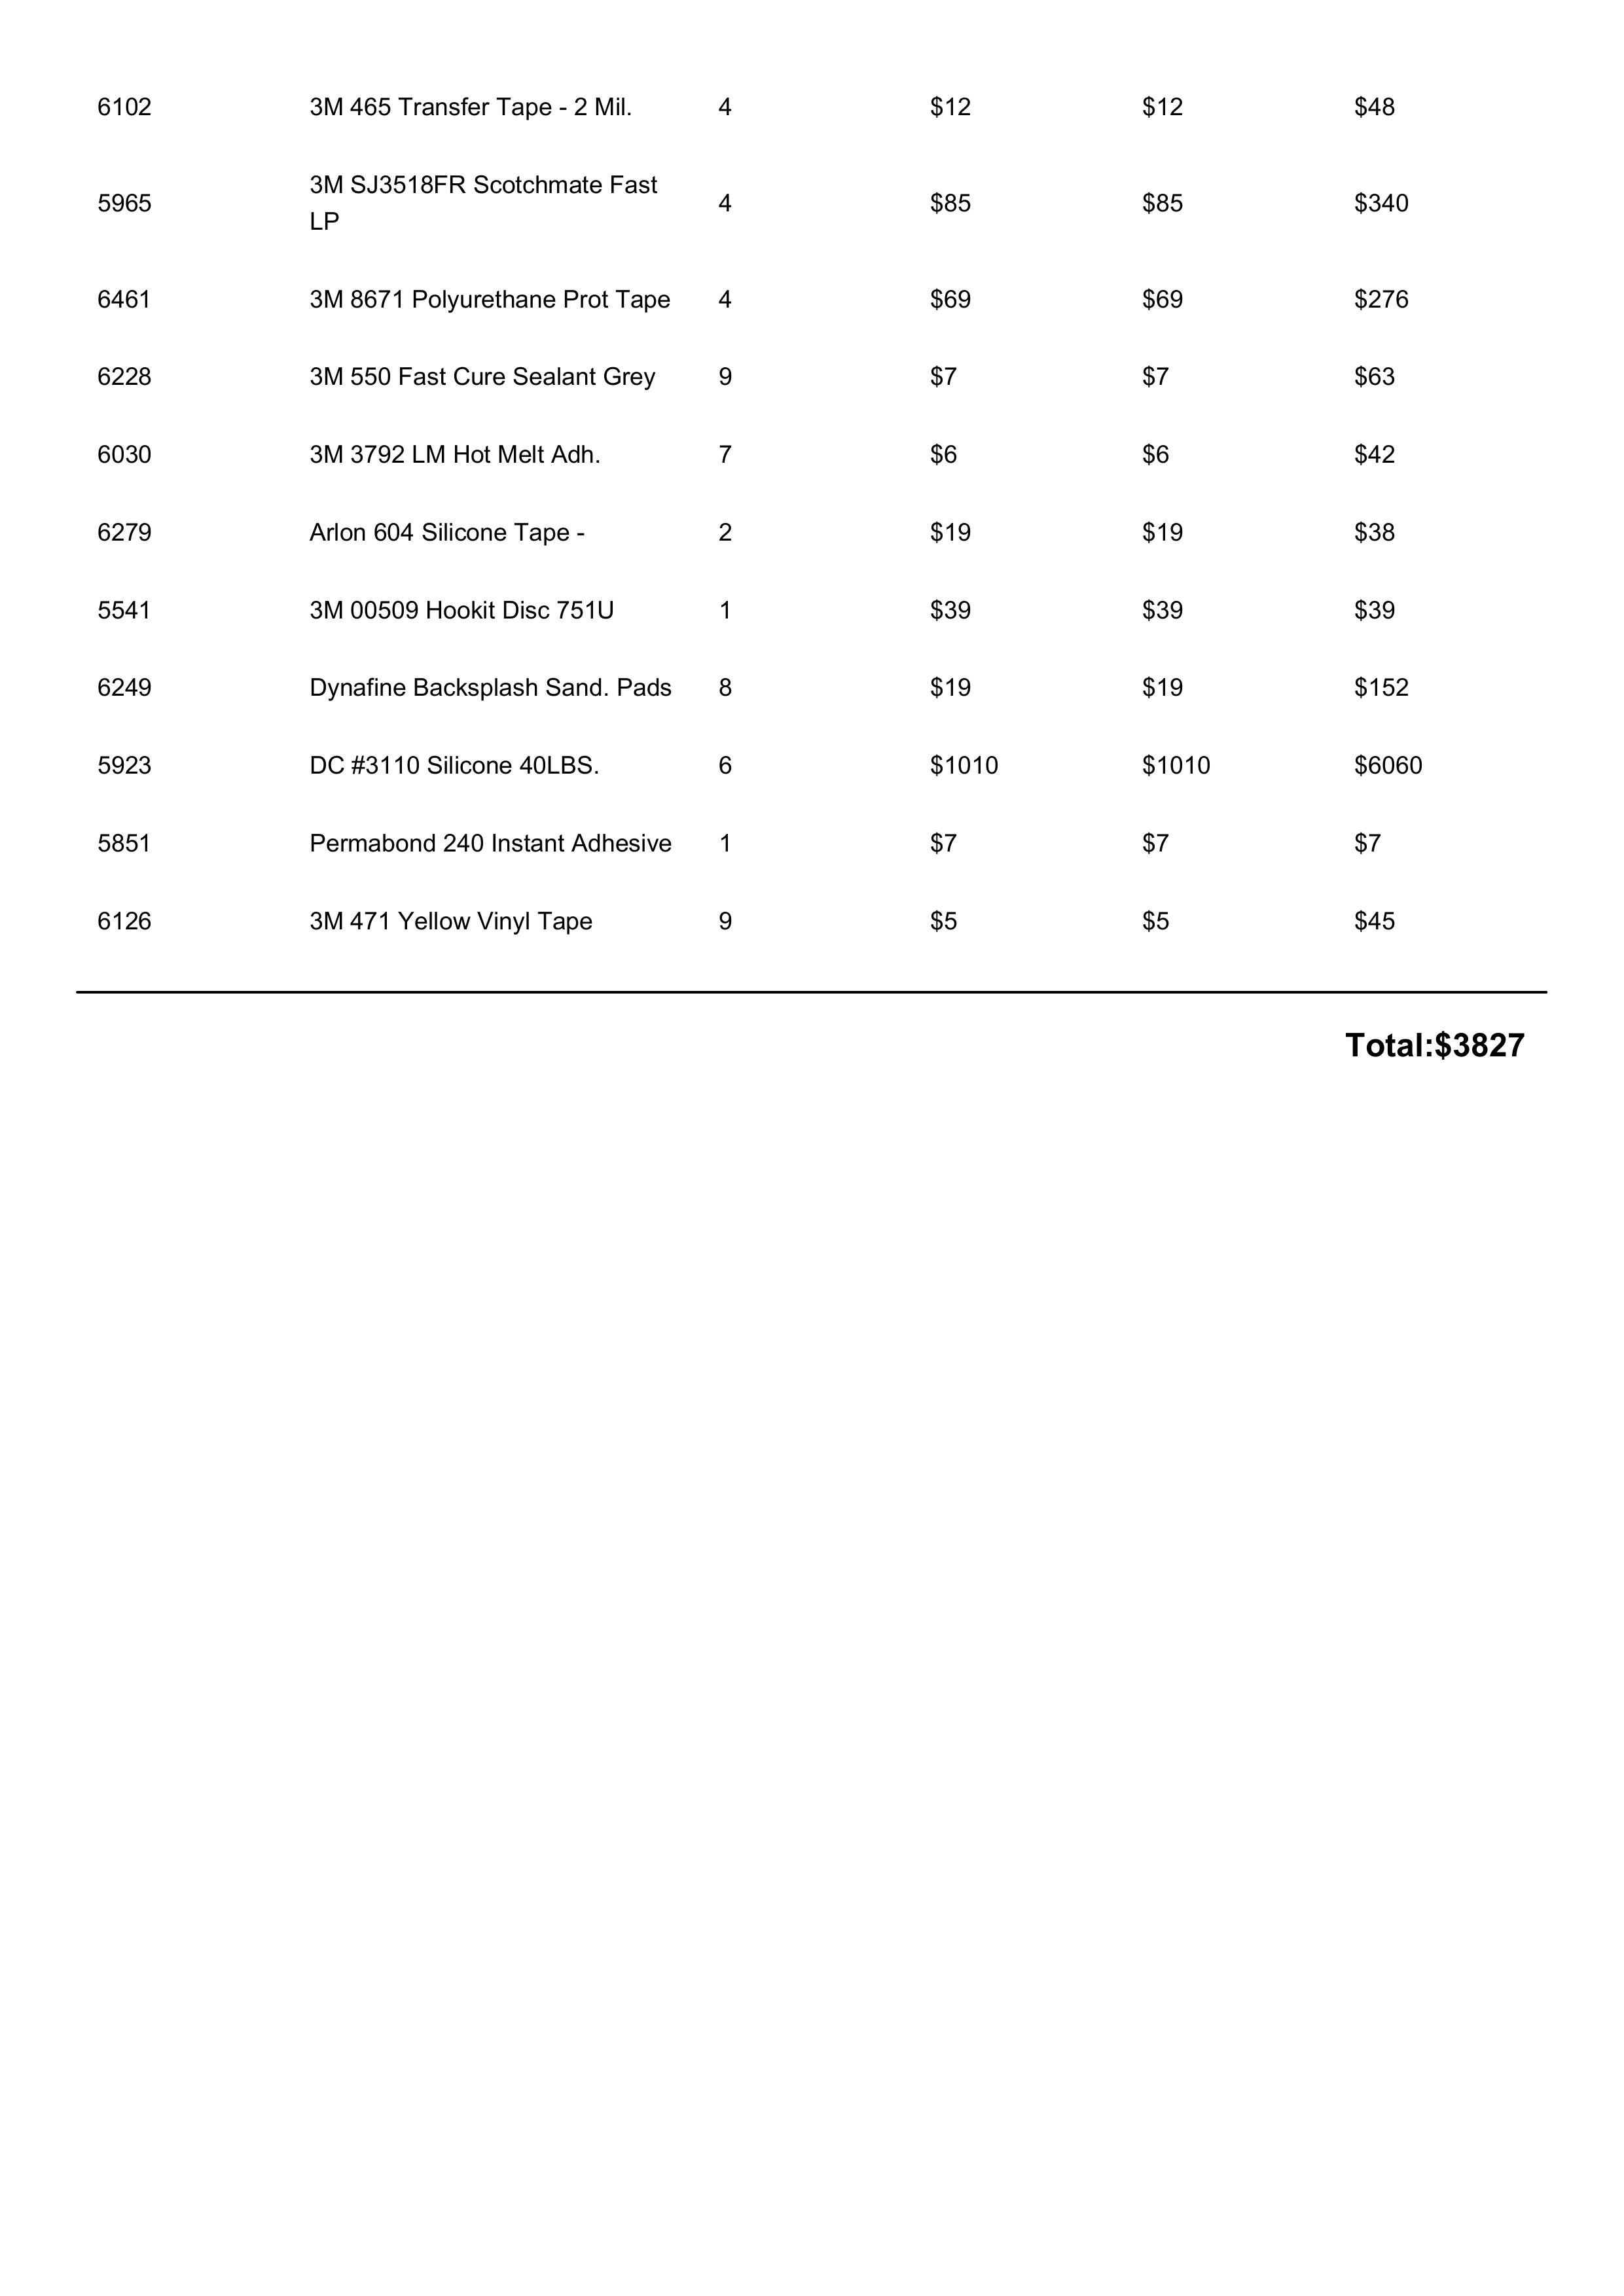 6102 3M 465 Transfer Tape - 2 Mil. 4 $12 $12 $48
5965 3M SJ3518FR Scotchmate Fast LP 4 $85 $85 $340
6461 3M 8671 Polyurethane Prot Tape 4 $69 $69 $276
6228 3M 550 Fast Cure Sealant Grey 9 $7 $7 $63
6030 3M 3792 LM Hot Melt Adh. 7 $6 $6 $42
6279 Arlon 604 Silicone Tape - 2 $19 $19 $38
5541 3M 00509 Hookit Disc 751U 1 $39 $39 $39
6249 Dynafine Backsplash Sand. Pads 8 $19 $19 $152
5923 DC #3110 Silicone 40LBS. 6 $1010 $1010 $6060
5851 Permabond 240 Instant Adhesive 1 $7 $7 $7
6126 3M 471 Yellow Vinyl Tape 9 $5 $5 $45
Total:$3827